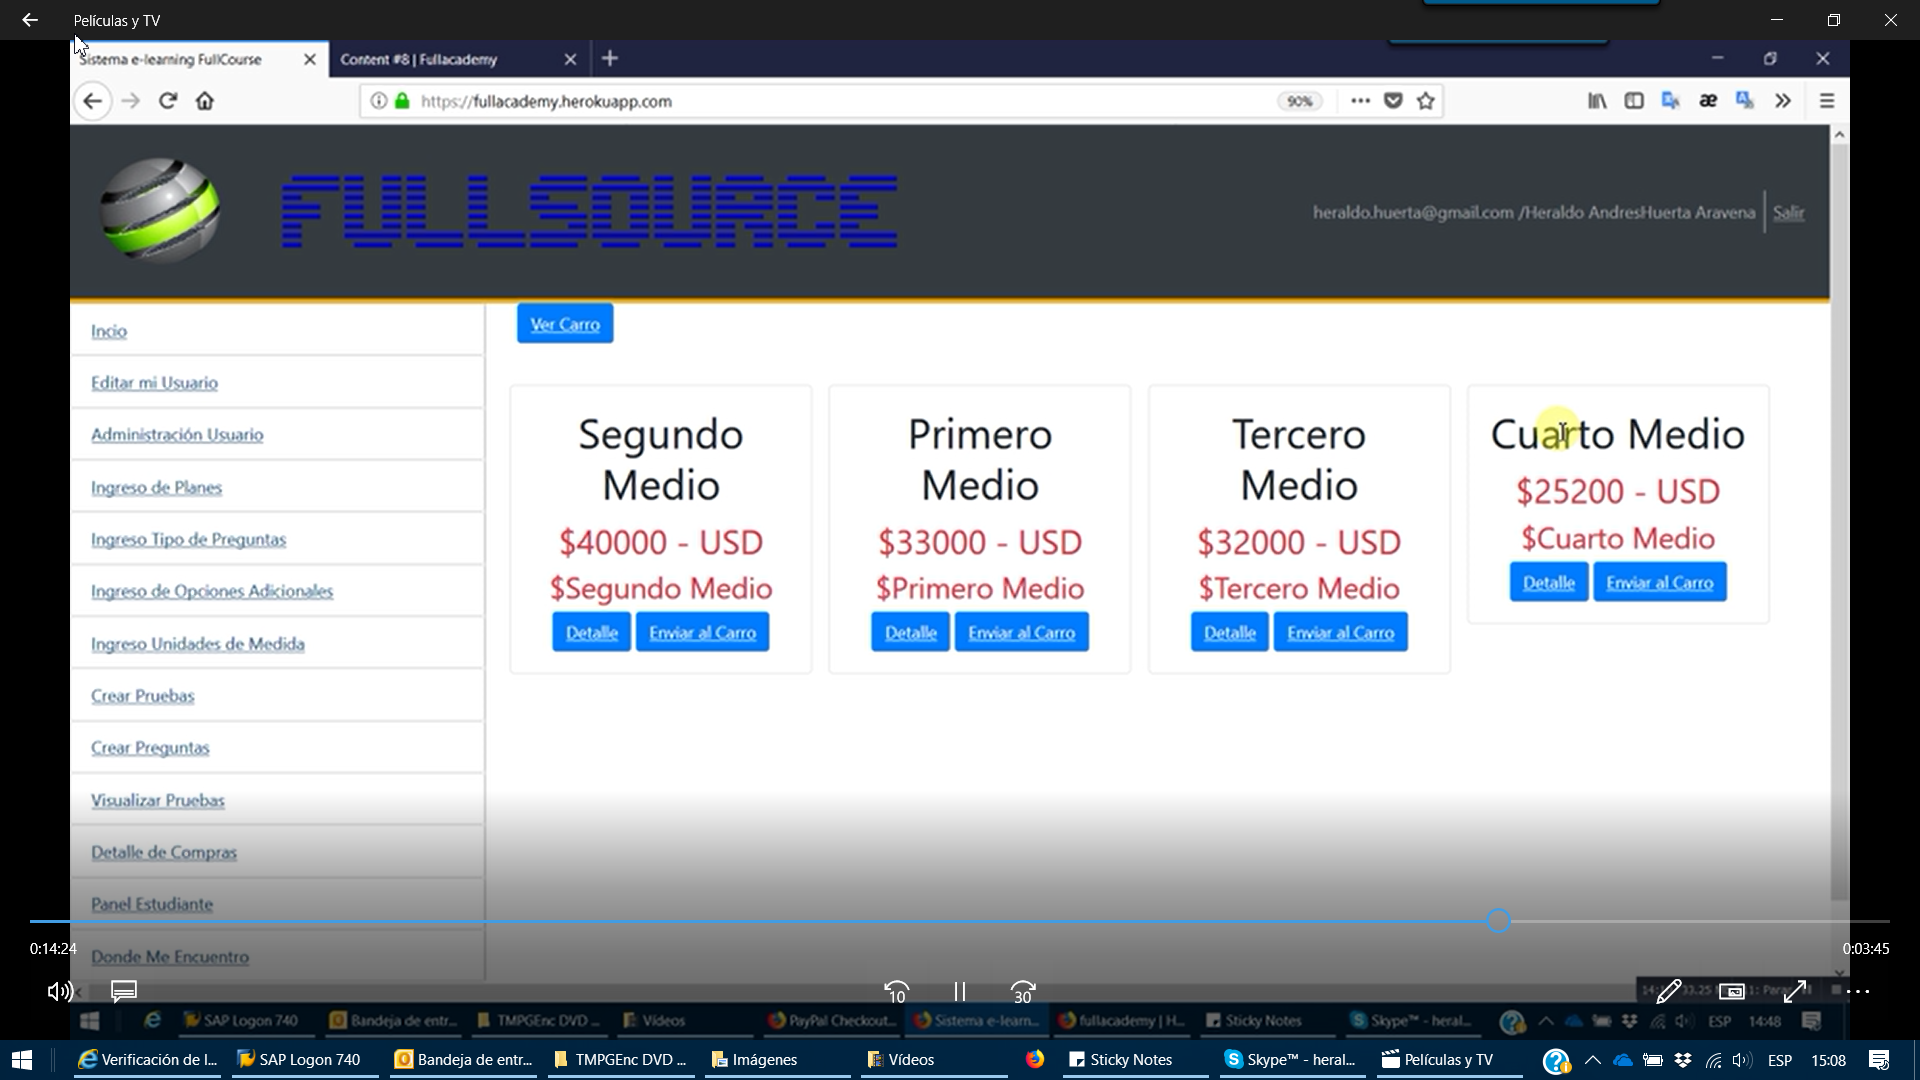 Películas y TV
Sistema e-learning FullCourse
Content #8 | Fullacademy
https://fullacademy.herokuapp.com
90%
FULLSOURCE
heraldo.huerta@gmail.com /Heraldo AndresHuerta Aravena
Salir
Incio
Editar mi Usuario
Administración Usuario
Ingreso de Planes
Ingreso Tipo de Preguntas
Ingreso de Opciones Adicionales
Ingreso Unidades de Medida
Crear Pruebas
Crear Preguntas
Visualizar Pruebas
Detalle de Compras
Panel Estudiante
Donde Me Encuentro
Ver Carro
Segundo
Medio
$40000 - USD
$Segundo Medio
Detalle Enviar al Carro
Primero
Medio
$33000 - USD
$Primero Medio
Detalle Enviar al Carro
Tercero
Medio
$32000 - USD
$Tercero Medio
Detalle Enviar al Carro
Cuarto Medio
$25200 - USD
$Cuarto Medio
Detalle Enviar al Carro
0:14:24
0:03:45
10
30
SAP Logon 740
Bandeja de entr...
TMPGEnc DVD ...
Vídeos
PayPal Checkout...
Sistema e-learn...
fullacademy | H...
Sticky Notes
Skype™ - heral...
ESP
14:48
Verificación de l...
SAP Logon 740
Bandeja de entr...
TMPGEnc DVD ...
Imágenes
Vídeos
Sticky Notes
Skype™ - heral...
Películas y TV
ESP
15:08